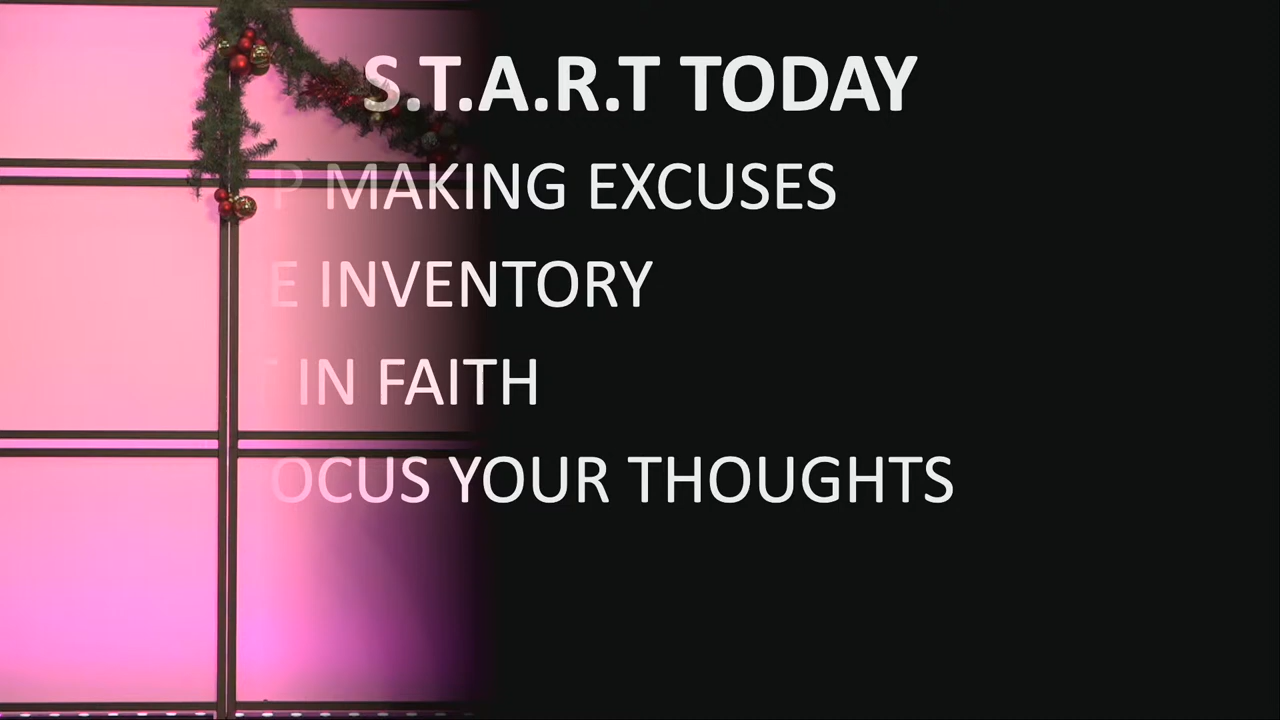 S.T.A.R.T TODAY
P MAKING EXCUSES
E INVENTORY
T IN FAITH
OCUS YOUR THOUGHTS